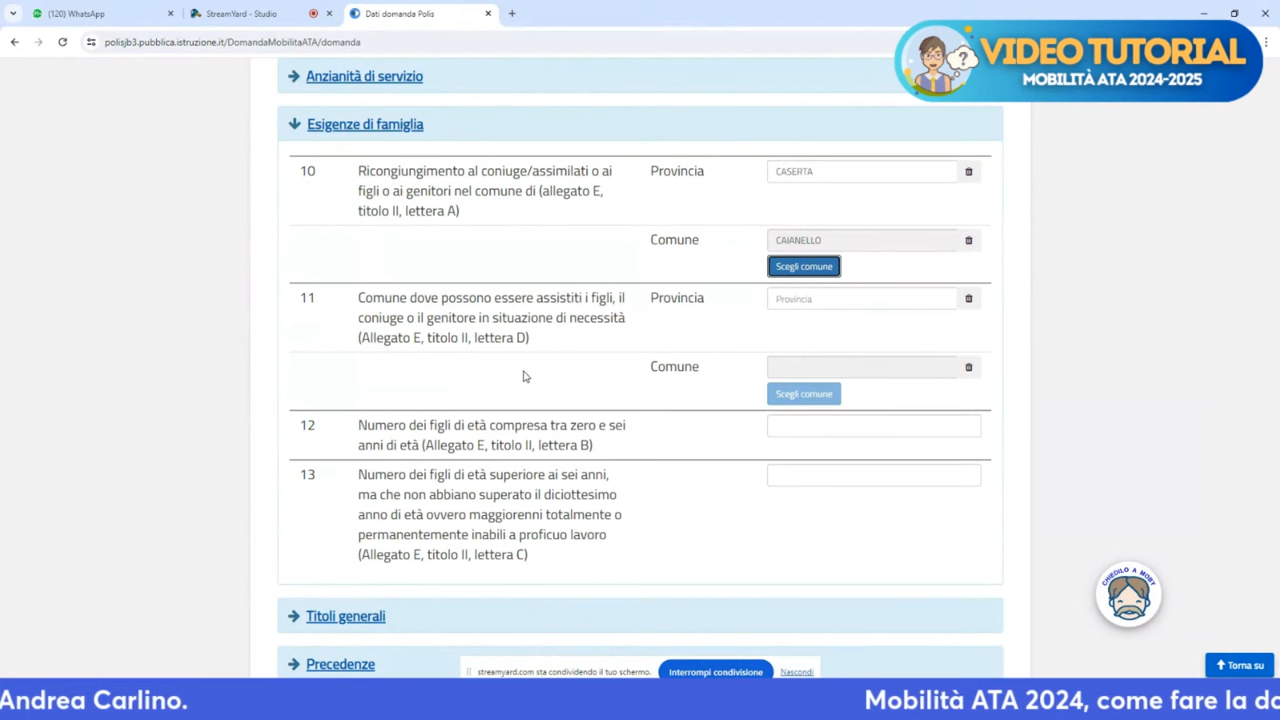 (120) WhatsApp
StreamYard - Studio
Dati domanda Polis
polisjb3.pubblica.istruzione.it/DomandaMobilitaATA/domanda
VIDEO TUTORIAL
MOBILITÀ ATA 2024-2025
Anzianità di servizio
Esigenze di famiglia
10 Ricongiungimento al coniuge/assimilati o ai Provincia CASERTA
figli o ai genitori nel comune di (allegato E,
titolo II, lettera A)
Comune CAIANELLO
Scegli comune
11 Comune dove possono essere assistiti i figli, il Provincia Provincia
coniuge o il genitore in situazione di necessità
(Allegato E, titolo II, lettera D)
Comune
Scegli comune
12 Numero dei figli di età compresa tra zero e sei
anni di età (Allegato E, titolo II, lettera B)
13 Numero dei figli di età superiore ai sei anni,
ma che non abbiano superato il diciottesimo
anno di età ovvero maggiorenni totalmente o
permanentemente inabili a proficuo lavoro
(Allegato E, titolo II, lettera C)
CHIEDILO A MOBY
Titoli generali
Precedenze
streamyard.com sta condividendo il tuo schermo. Interrompi condivisione Nascondi
Torna su
Andrea Carlino. Mobilità ATA 2024, come fare la do